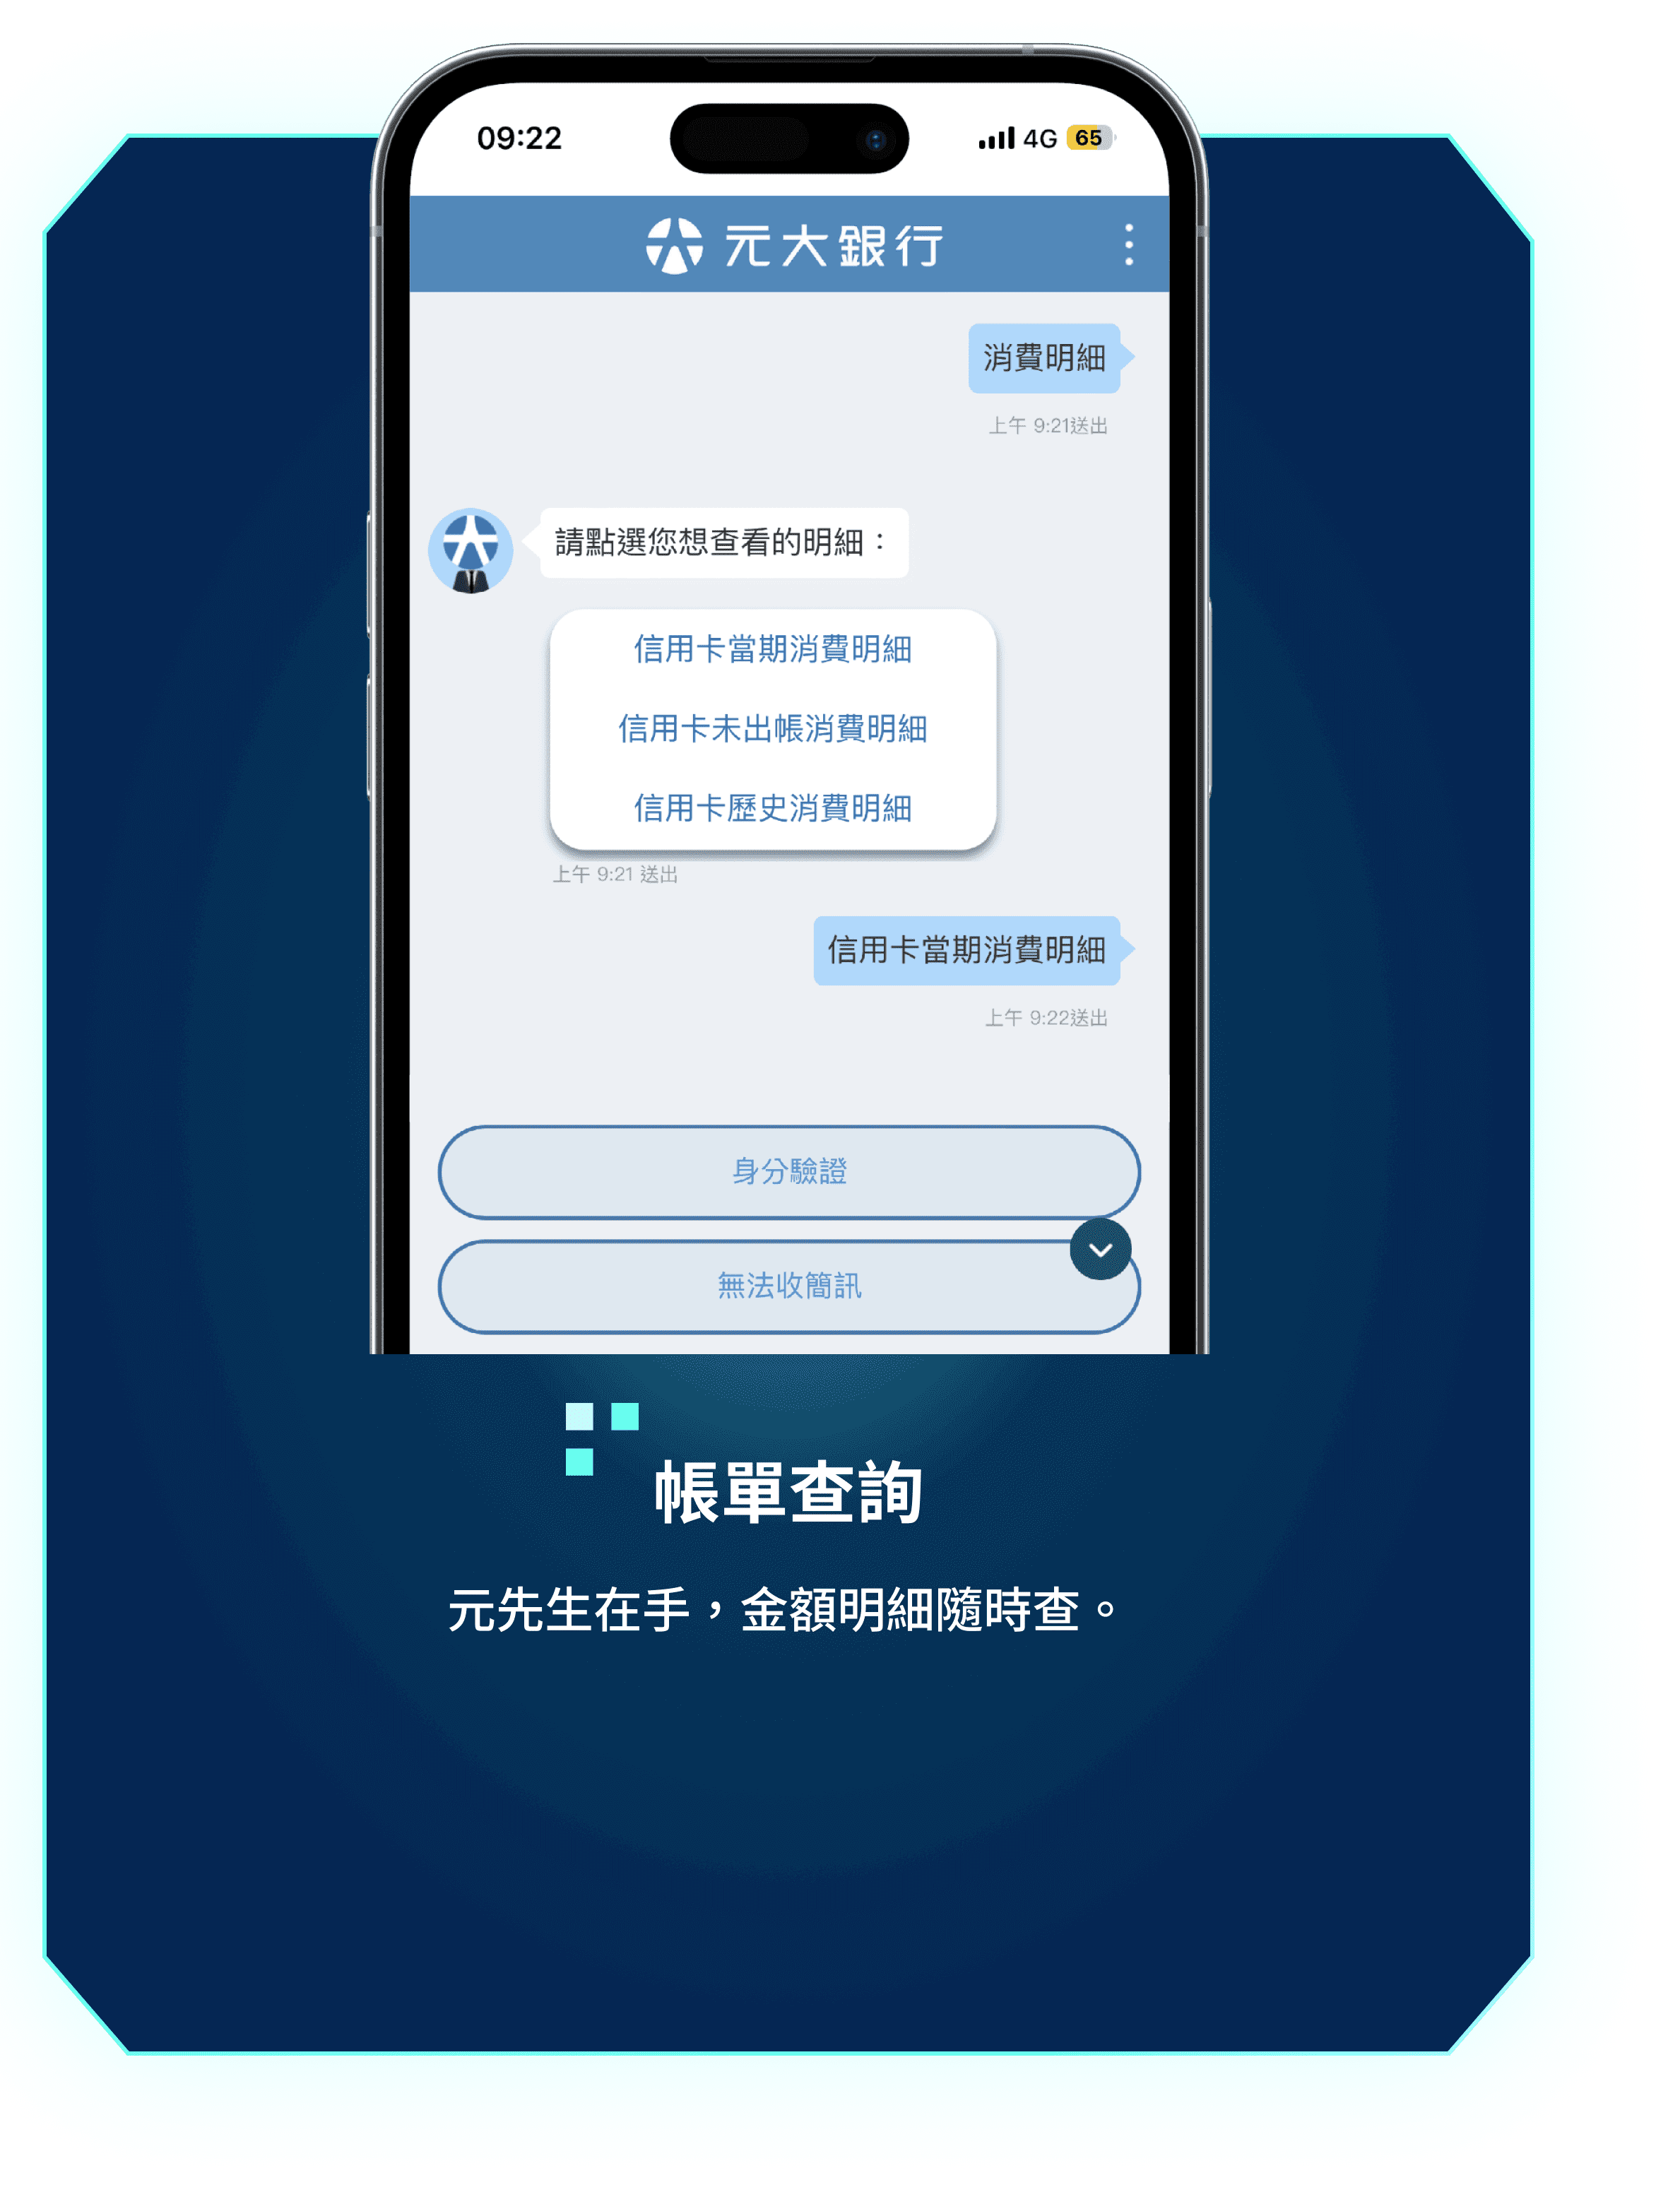 09:22
4G 65
元大銀行
消費明細
上午 9:21送出
請點選您想查看的明細：
信用卡當期消費明細
信用卡未出帳消費明細
信用卡歷史消費明細
上午 9:21 送出
信用卡當期消費明細
上午 9:22送出
身分驗證
無法收簡訊
帳單查詢
元先生在手，金額明細隨時查。